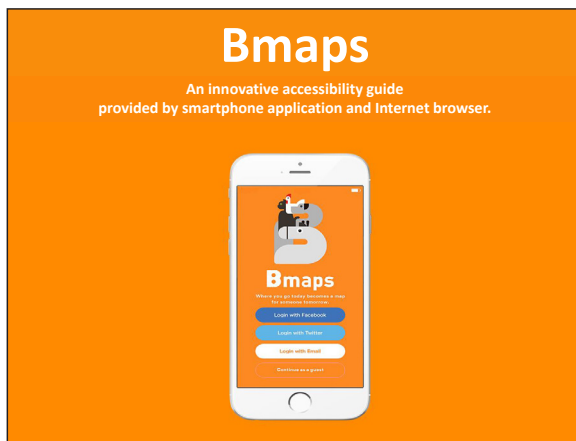 Bmaps
An innovative accessibility guide
provided by smartphone application and Internet browser.
Bmaps
Where you go today becomes a map
for someone tomorrow.
Login with Facebook
Login with Twitter
Login with Email
Continue as a guest